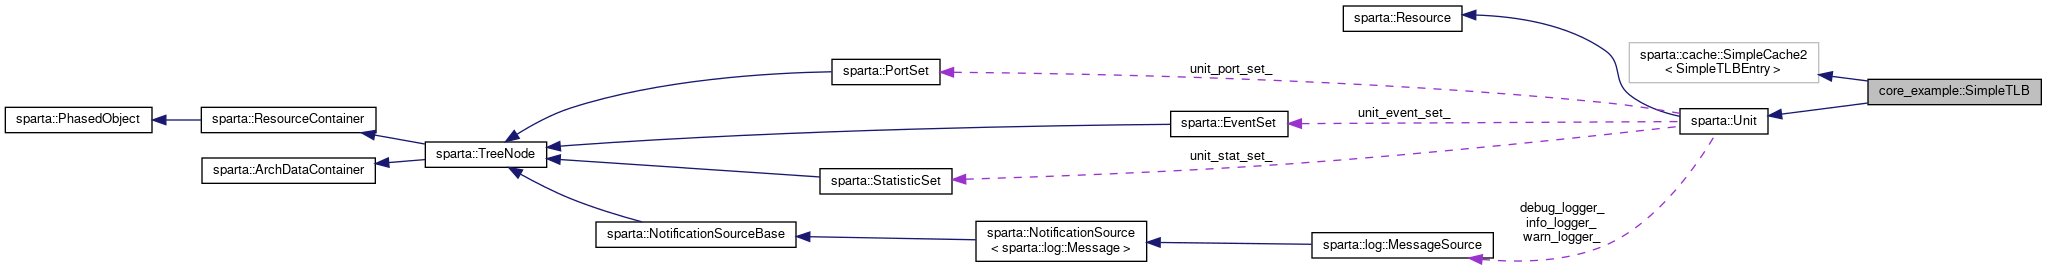 sparta::Resource
sparta::cache::SimpleCache2
< SimpleTLBEntry >
core_example::SimpleTLB
sparta::PortSet
unit_port_set_
sparta::PhasedObject
sparta::ResourceContainer
sparta::EventSet
unit_event_set_
sparta::Unit
sparta::TreeNode
sparta::ArchDataContainer
unit_stat_set_
sparta::StatisticSet
debug_logger_
info_logger_
warn_logger_
sparta::NotificationSourceBase
sparta::NotificationSource
< sparta::log::Message >
sparta::log::MessageSource